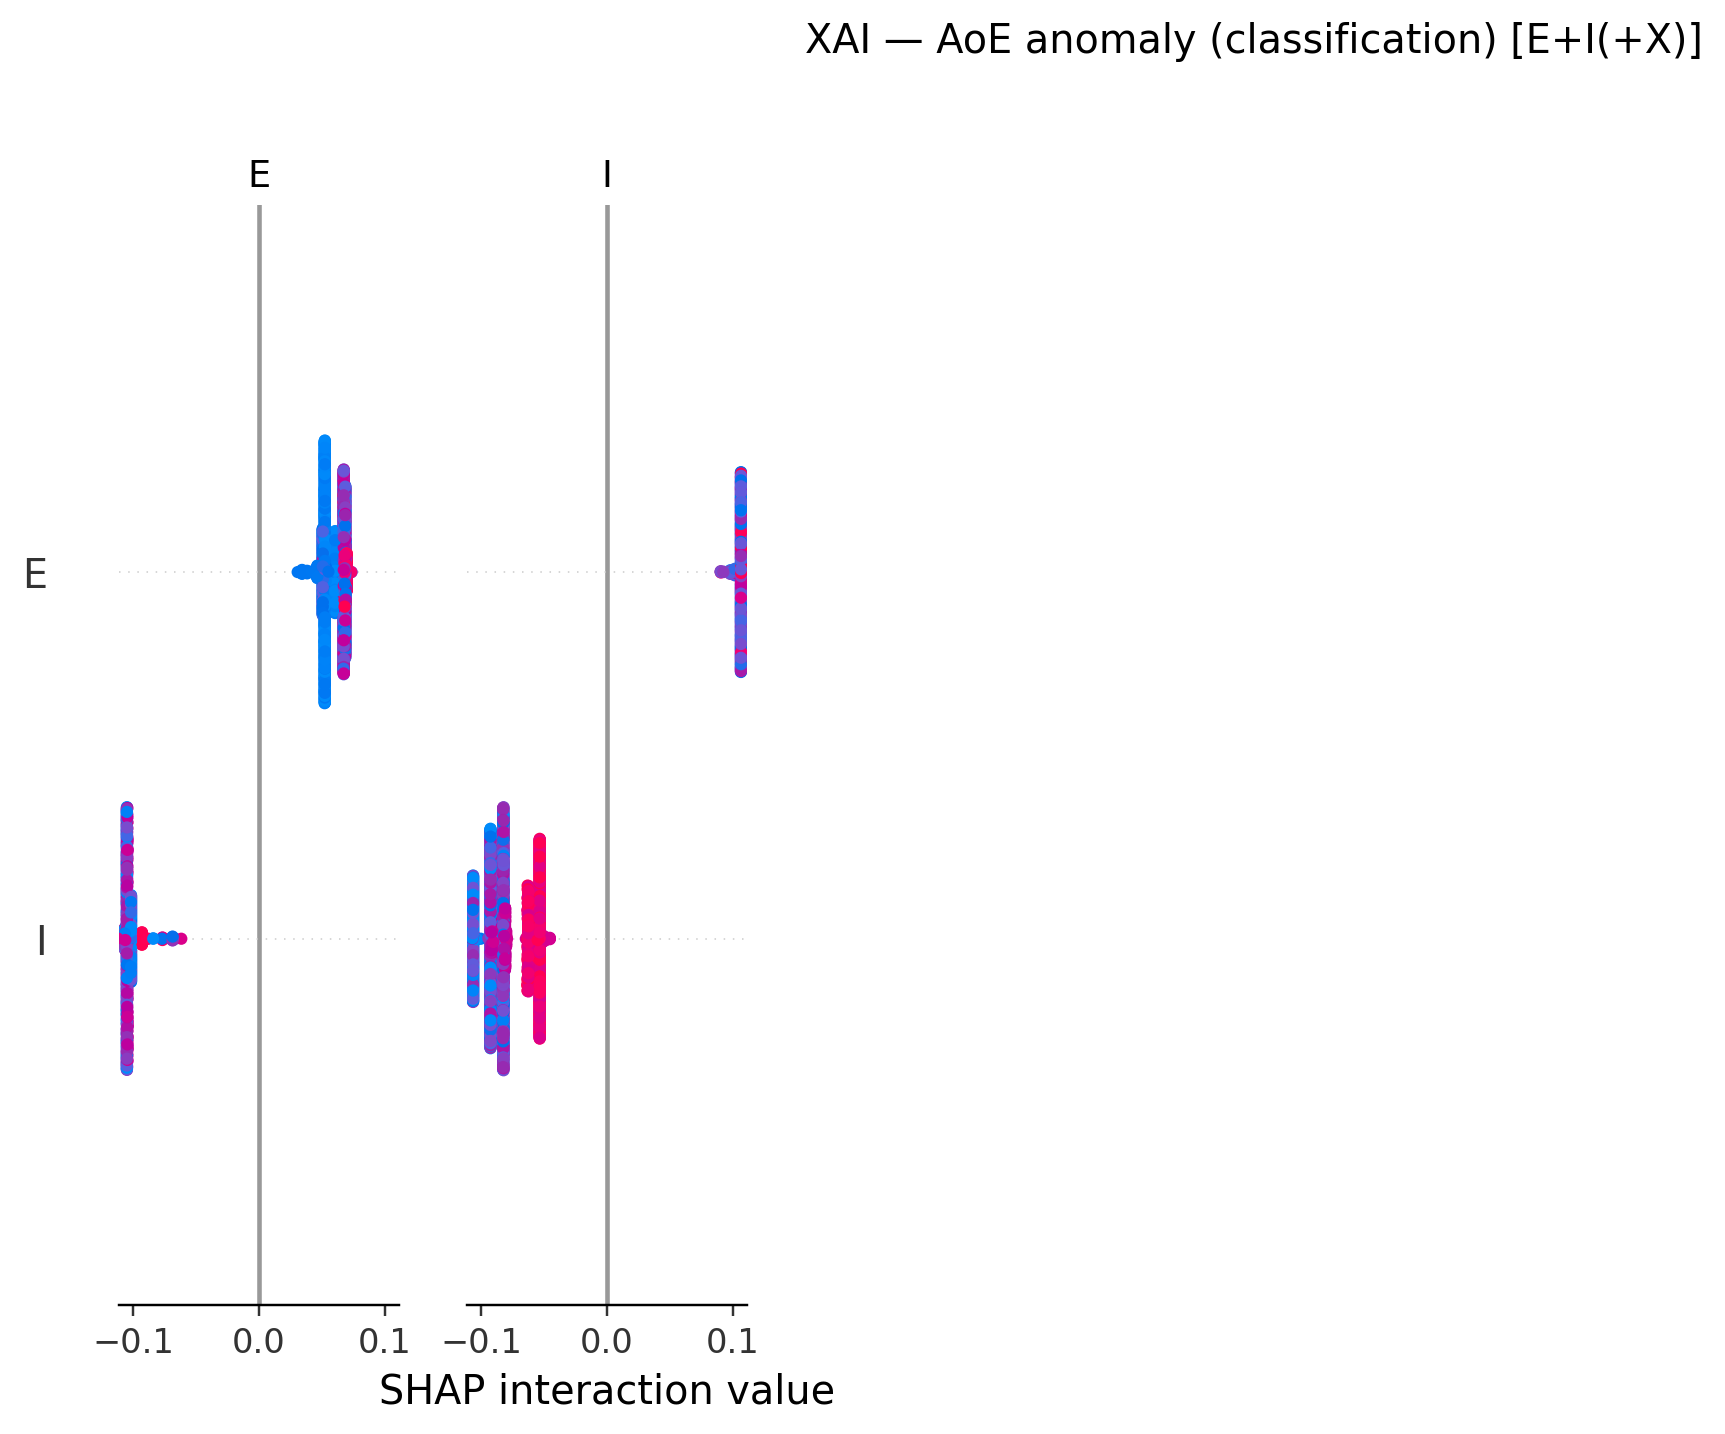 XAI — AoE anomaly (classification) [E+I(+X)]
E I
E
I
−0.1 0.0 0.1 −0.1 0.0 0.1
SHAP interaction value